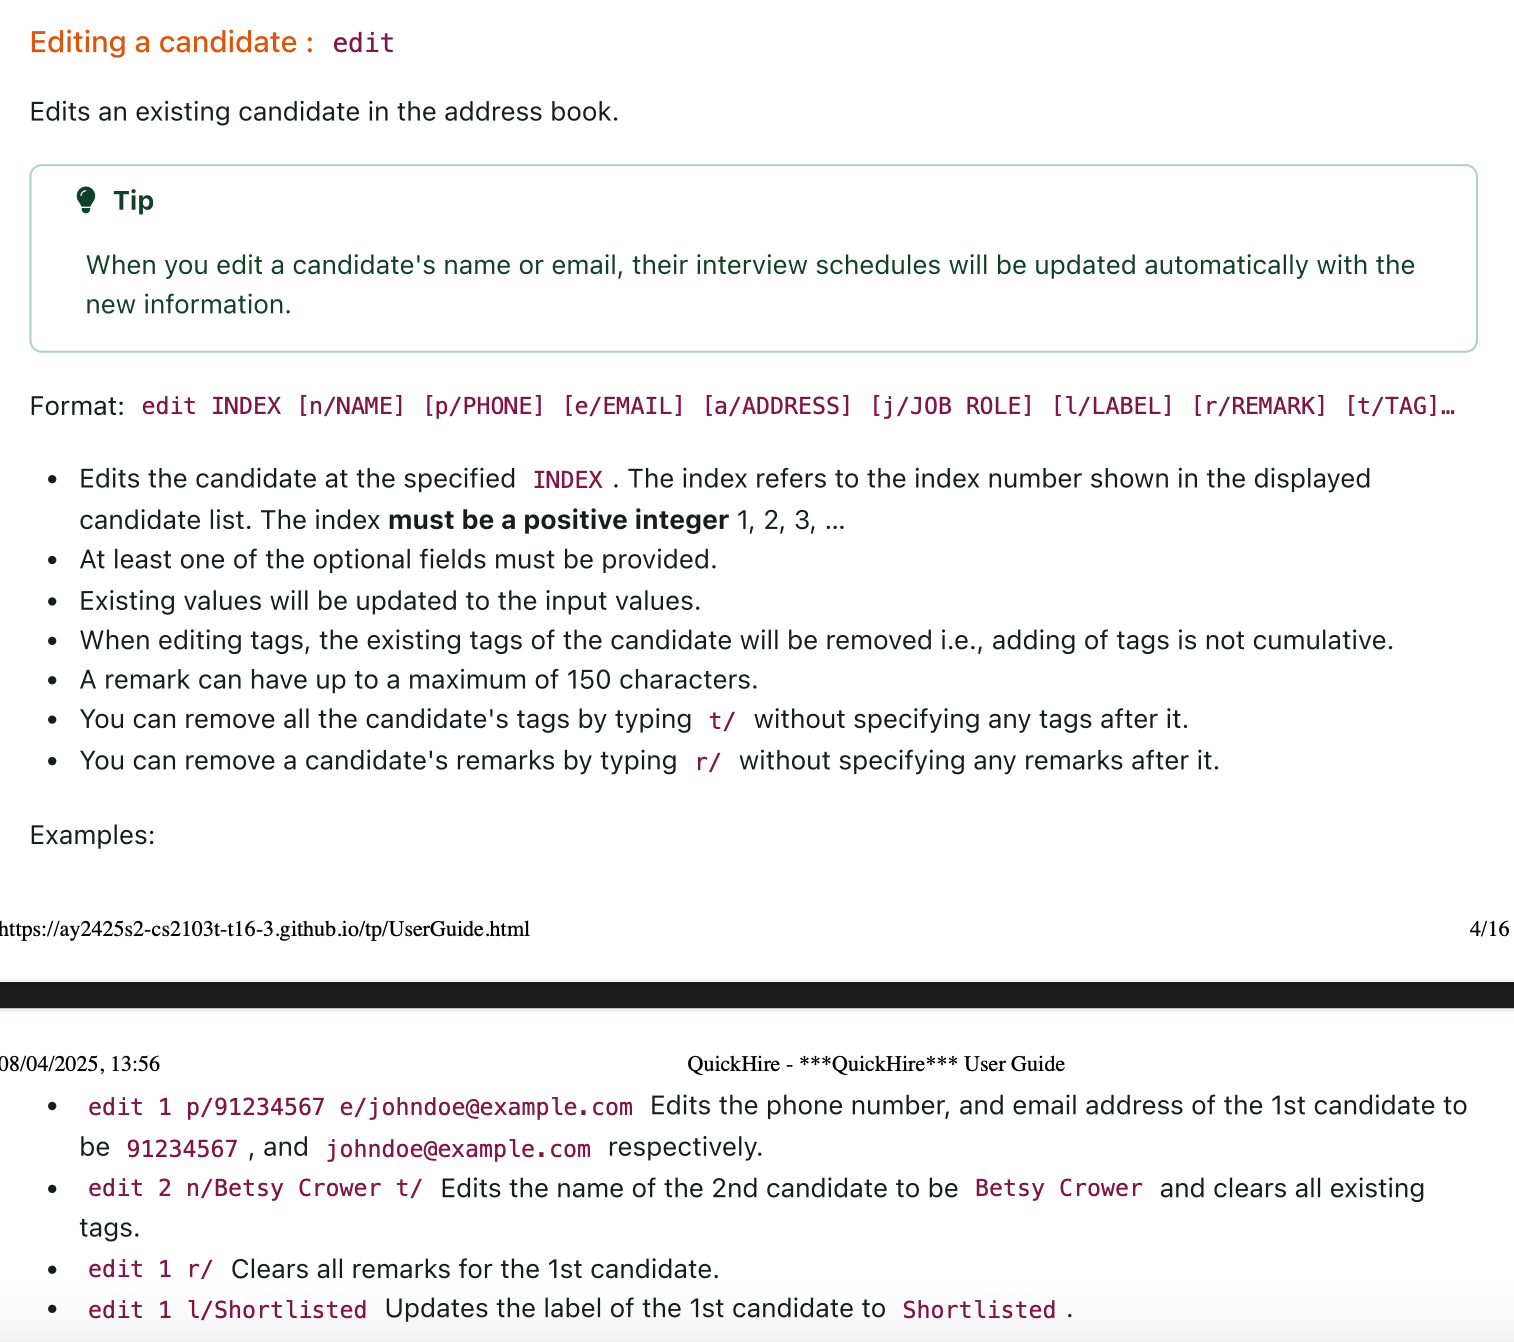 Editing a candidate : edit
Edits an existing candidate in the address book.
Tip
When you edit a candidate's name or email, their interview schedules will be updated automatically with the
new information.
Format: edit INDEX [n/NAME] [p/PHONE] [e/EMAIL] [a/ADDRESS] [j/JOB ROLE] [l/LABEL] [r/REMARK] [t/TAG]…
• Edits the candidate at the specified INDEX . The index refers to the index number shown in the displayed
candidate list. The index must be a positive integer 1, 2, 3, …
• At least one of the optional fields must be provided.
• Existing values will be updated to the input values.
• When editing tags, the existing tags of the candidate will be removed i.e., adding of tags is not cumulative.
• A remark can have up to a maximum of 150 characters.
• You can remove all the candidate's tags by typing t/ without specifying any tags after it.
• You can remove a candidate's remarks by typing r/ without specifying any remarks after it.
Examples:
https://ay2425s2-cs2103t-t16-3.github.io/tp/UserGuide.html 4/16
08/04/2025, 13:56 QuickHire - ***QuickHire*** User Guide
• edit 1 p/91234567 e/johndoe@example.com Edits the phone number, and email address of the 1st candidate to
be 91234567 , and johndoe@example.com respectively.
• edit 2 n/Betsy Crower t/ Edits the name of the 2nd candidate to be Betsy Crower and clears all existing
tags.
• edit 1 r/ Clears all remarks for the 1st candidate.
• edit 1 l/Shortlisted Updates the label of the 1st candidate to Shortlisted .